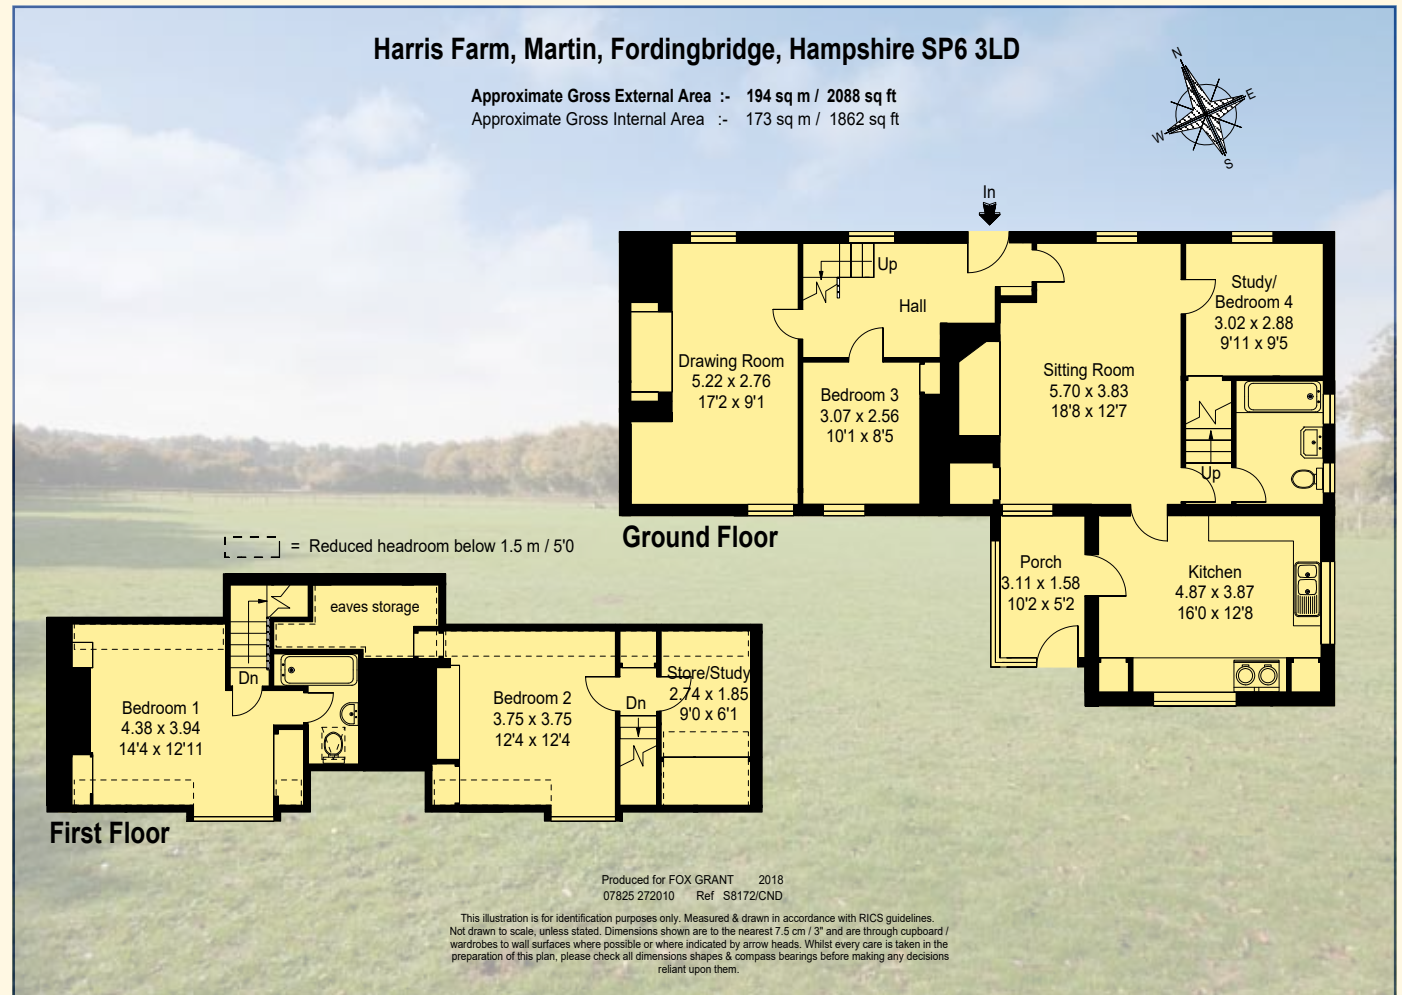 Harris Farm, Martin, Fordingbridge, Hampshire SP6 3LD
Approximate Gross External Area :- 194 sq m / 2088 sq ft
Approximate Gross Internal Area :- 173 sq m / 1862 sq ft
N
E
W
S
In
Up
Hall
Study/
Bedroom 4
3.02 x 2.88
9'11 x 9'5
Drawing Room
5.22 x 2.76
17'2 x 9'1
Bedroom 3
3.07 x 2.56
10'1 x 8'5
Sitting Room
5.70 x 3.83
18'8 x 12'7
Up
Ground Floor
Porch
3.11 x 1.58
10'2 x 5'2
Kitchen
4.87 x 3.87
16'0 x 12'8
= Reduced headroom below 1.5 m / 5'0
eaves storage
Dn
Bedroom 1
4.38 x 3.94
14'4 x 12'11
Bedroom 2
3.75 x 3.75
12'4 x 12'4
Dn
Store/Study
2.74 x 1.85
9'0 x 6'1
First Floor
Produced for FOX GRANT 2018
07825 272010 Ref S8172/CND
This illustration is for identification purposes only. Measured & drawn in accordance with RICS guidelines.
Not drawn to scale, unless stated. Dimensions shown are to the nearest 7.5 cm / 3" and are through cupboard /
wardrobes to wall surfaces where possible or where indicated by arrow heads. Whilst every care is taken in the
preparation of this plan, please check all dimensions shapes & compass bearings before making any decisions
reliant upon them.